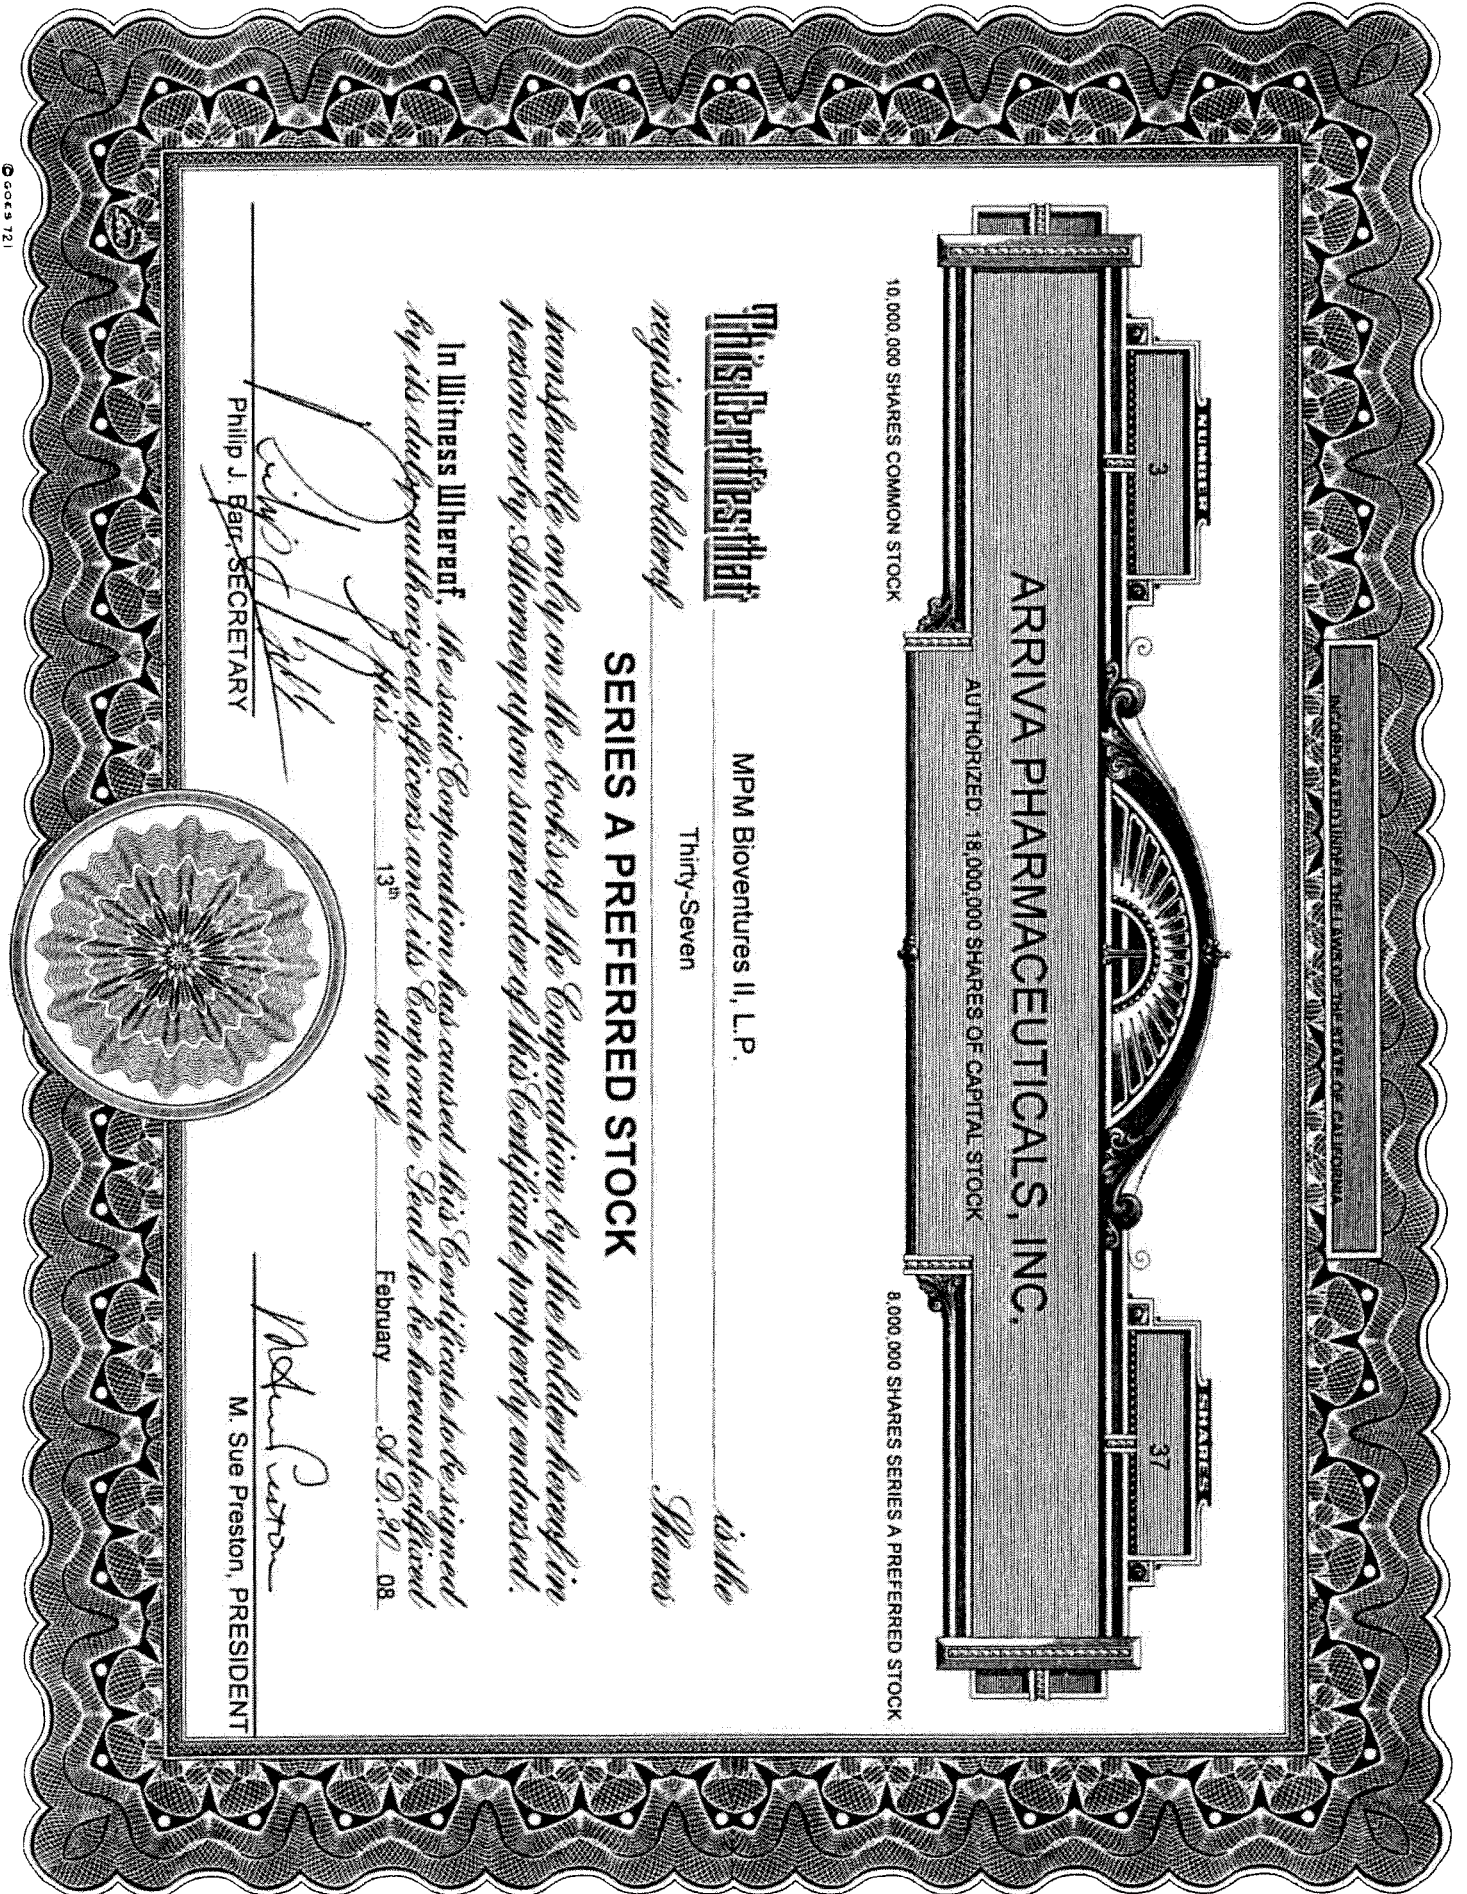 INCORPORATED UNDER THE LAWS OF THE STATE OF CALIFORNIA
NUMBER
3
SHARES
37
ARRIVA PHARMACEUTICALS, INC.
AUTHORIZED: 18,000,000 SHARES OF CAPITAL STOCK
10,000,000 SHARES COMMON STOCK
8,000,000 SHARES SERIES A PREFERRED STOCK
This Certifies that MPM Bioventures II, L.P. is the
registered holder of Thirty-Seven Shares
SERIES A PREFERRED STOCK
transferable only on the books of the Corporation by the holder hereof in
person or by Attorney upon surrender of this Certificate properly endorsed.
In Witness Whereof, the said Corporation has caused this Certificate to be signed
by its duly authorized officers and its Corporate Seal to be hereunto affixed
this 13th day of February A.D. 20 08
Philip J. Barr, SECRETARY
M. Sue Preston, PRESIDENT
© GOES 721